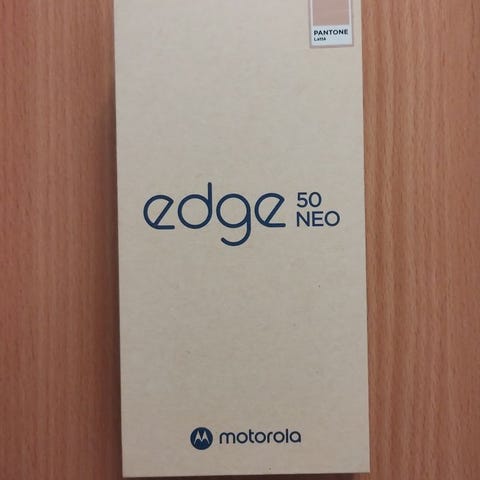 PANTONE
Latté
edge 50
NEO
motorola